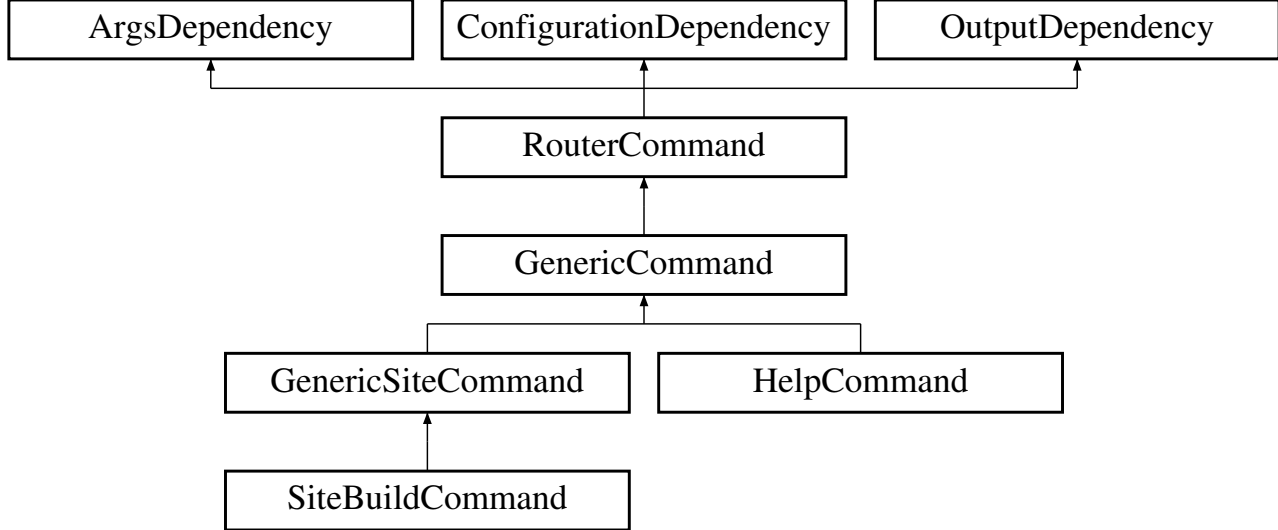 ArgsDependency
ConfigurationDependency
OutputDependency
RouterCommand
GenericCommand
GenericSiteCommand
HelpCommand
SiteBuildCommand